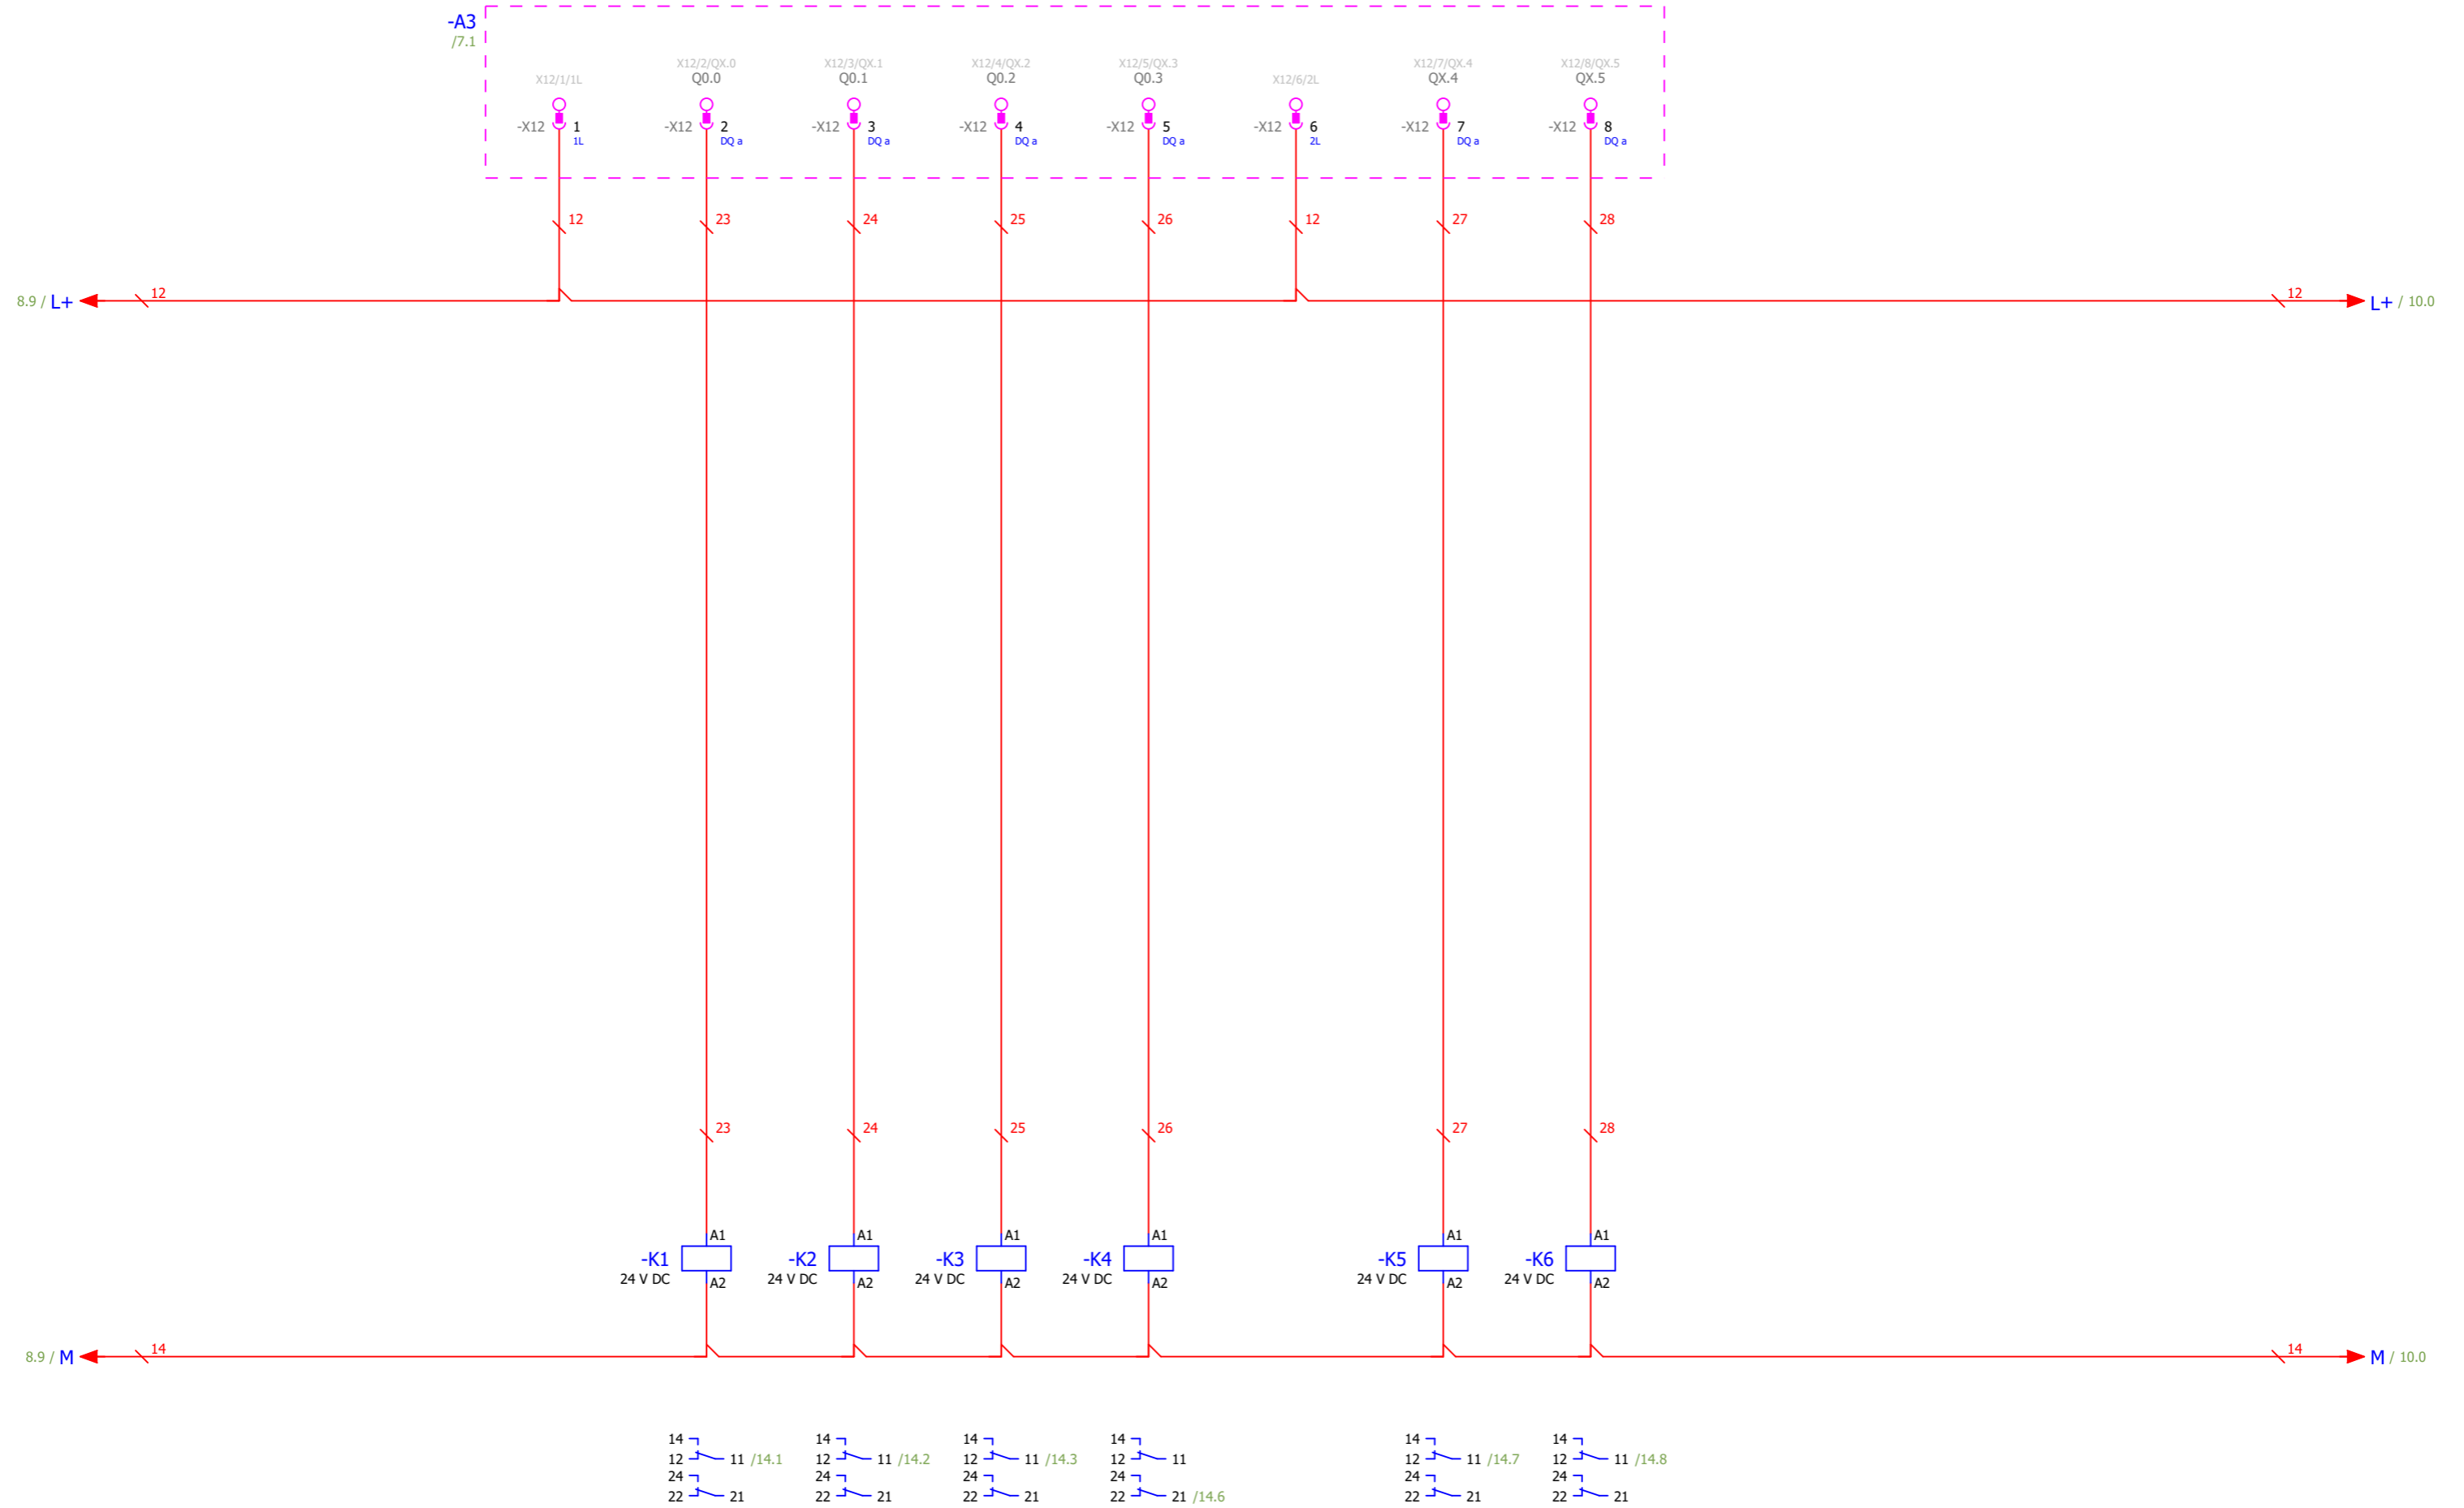 -A3
/7.1
X12/1/1L
X12/2/QX.0
Q0.0
X12/3/QX.1
Q0.1
X12/4/QX.2
Q0.2
X12/5/QX.3
Q0.3
X12/6/2L
X12/7/QX.4
QX.4
X12/8/QX.5
QX.5
-X12 1
1L
-X12 2
DQ a
-X12 3
DQ a
-X12 4
DQ a
-X12 5
DQ a
-X12 6
2L
-X12 7
DQ a
-X12 8
DQ a
12 23 24 25 26 12 27 28
8.9 / L+ 12 12 L+ / 10.0
23 24 25 26 27 28
A1 A1 A1 A1 A1 A1
-K1 -K2 -K3 -K4 -K5 -K6
24 V DC 24 V DC 24 V DC 24 V DC 24 V DC 24 V DC
A2 A2 A2 A2 A2 A2
8.9 / M 14 14 M / 10.0
14 14 14 14 14 14
12 11 /14.1 12 11 /14.2 12 11 /14.3 12 11 12 11 /14.7 12 11 /14.8
24 24 24 24 24 24
22 21 22 21 22 21 22 21 /14.6 22 21 22 21